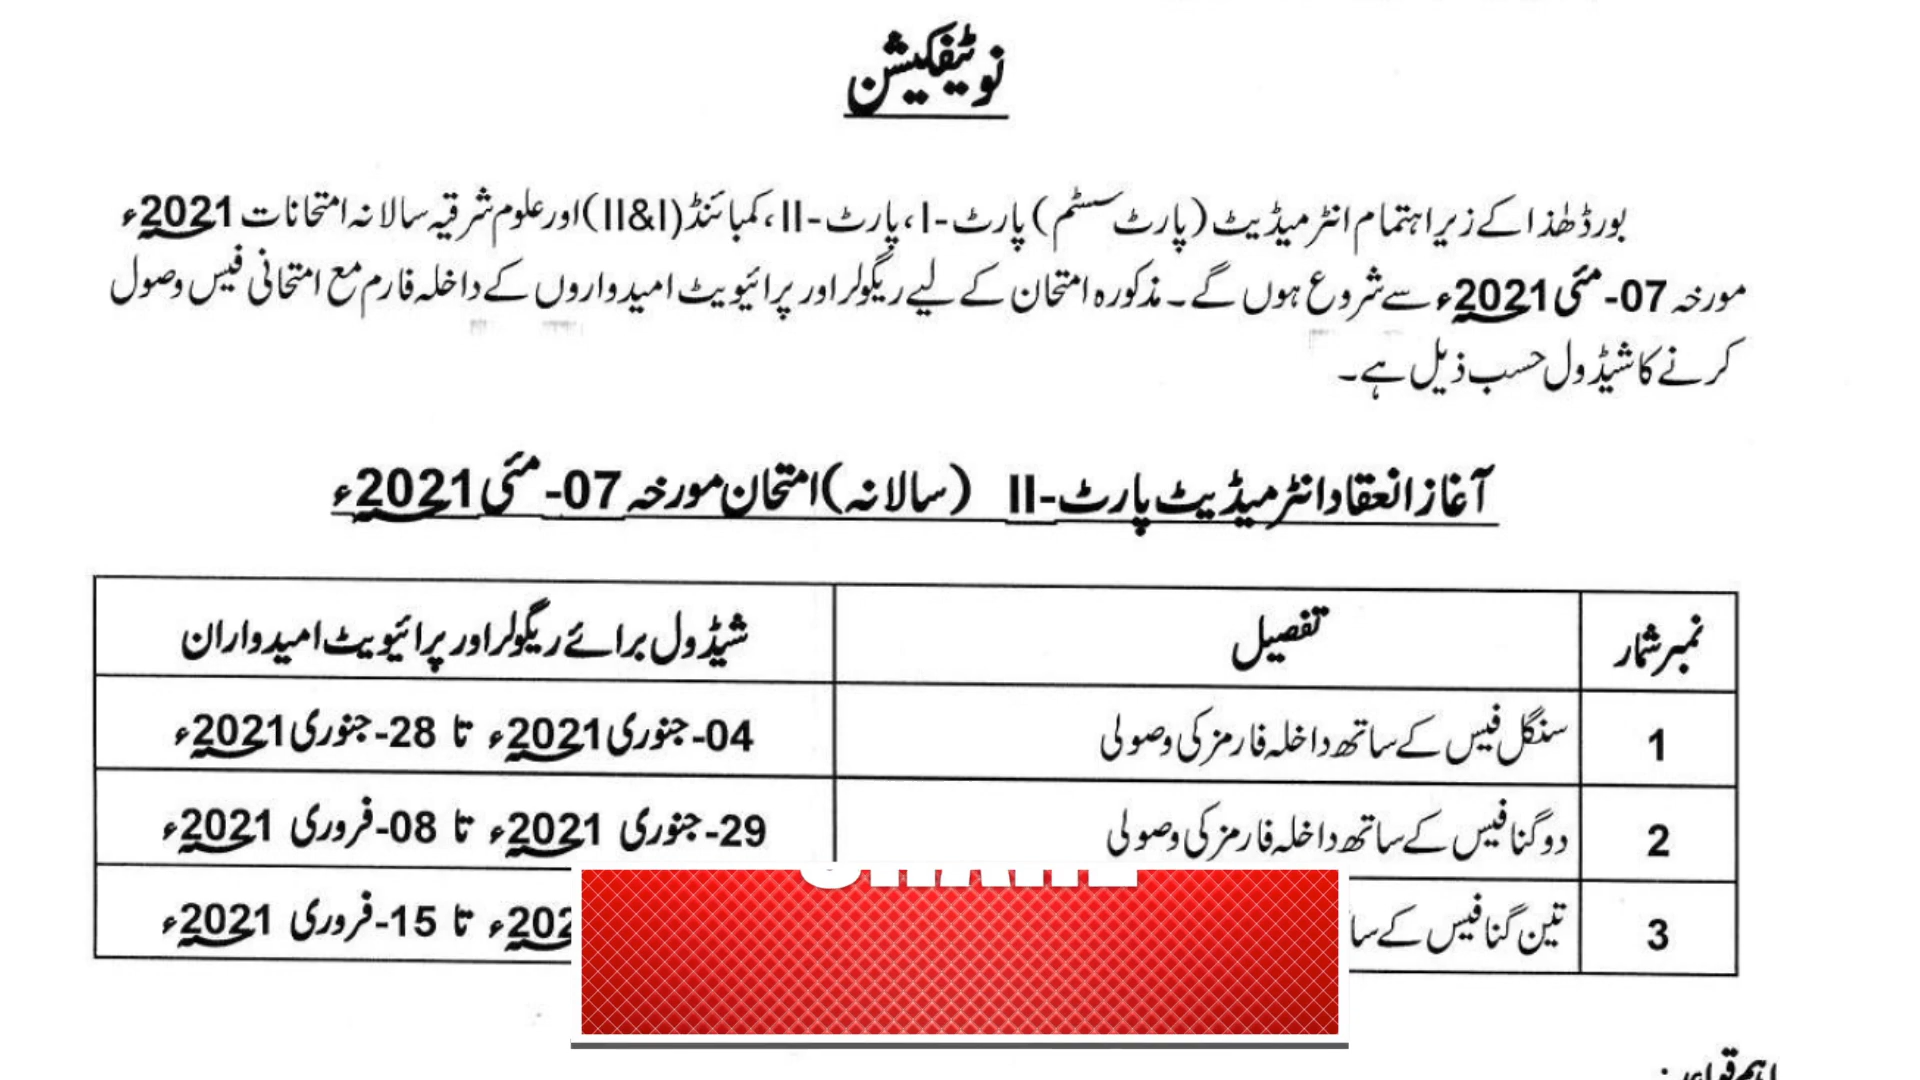 نوٹیفکیشن
بورڈھٰذا کے زیر اہتمام انٹرمیڈیٹ (پارٹ سسٹم) پارٹ-I، پارٹ-II، کمبائنڈ (II&I) اور علوم شرقیہ سالانہ امتحانات 2021ء
مورخہ 07-مئی 2021ء سے شروع ہوں گے۔ مذکورہ امتحان کے لیے ریگولر اور پرائیویٹ امیدواروں کے داخلہ فارم مع امتحانی فیس وصول
کرنے کا شیڈول حسب ذیل ہے۔
آغاز انعقاد انٹرمیڈیٹ پارٹ-II (سالانہ) امتحان مورخہ 07-مئی 2021ء
نمبر شمار تفصیل شیڈول برائے ریگولر اور پرائیویٹ امیدواران
1 سنگل فیس کے ساتھ داخلہ فارمز کی وصولی 04-جنوری 2021ء تا 28-جنوری 2021ء
2 دوگنا فیس کے ساتھ داخلہ فارمز کی وصولی 29-جنوری 2021ء تا 08-فروری 2021ء
3 تین گنا فیس کے تا 15-فروری 2021ء